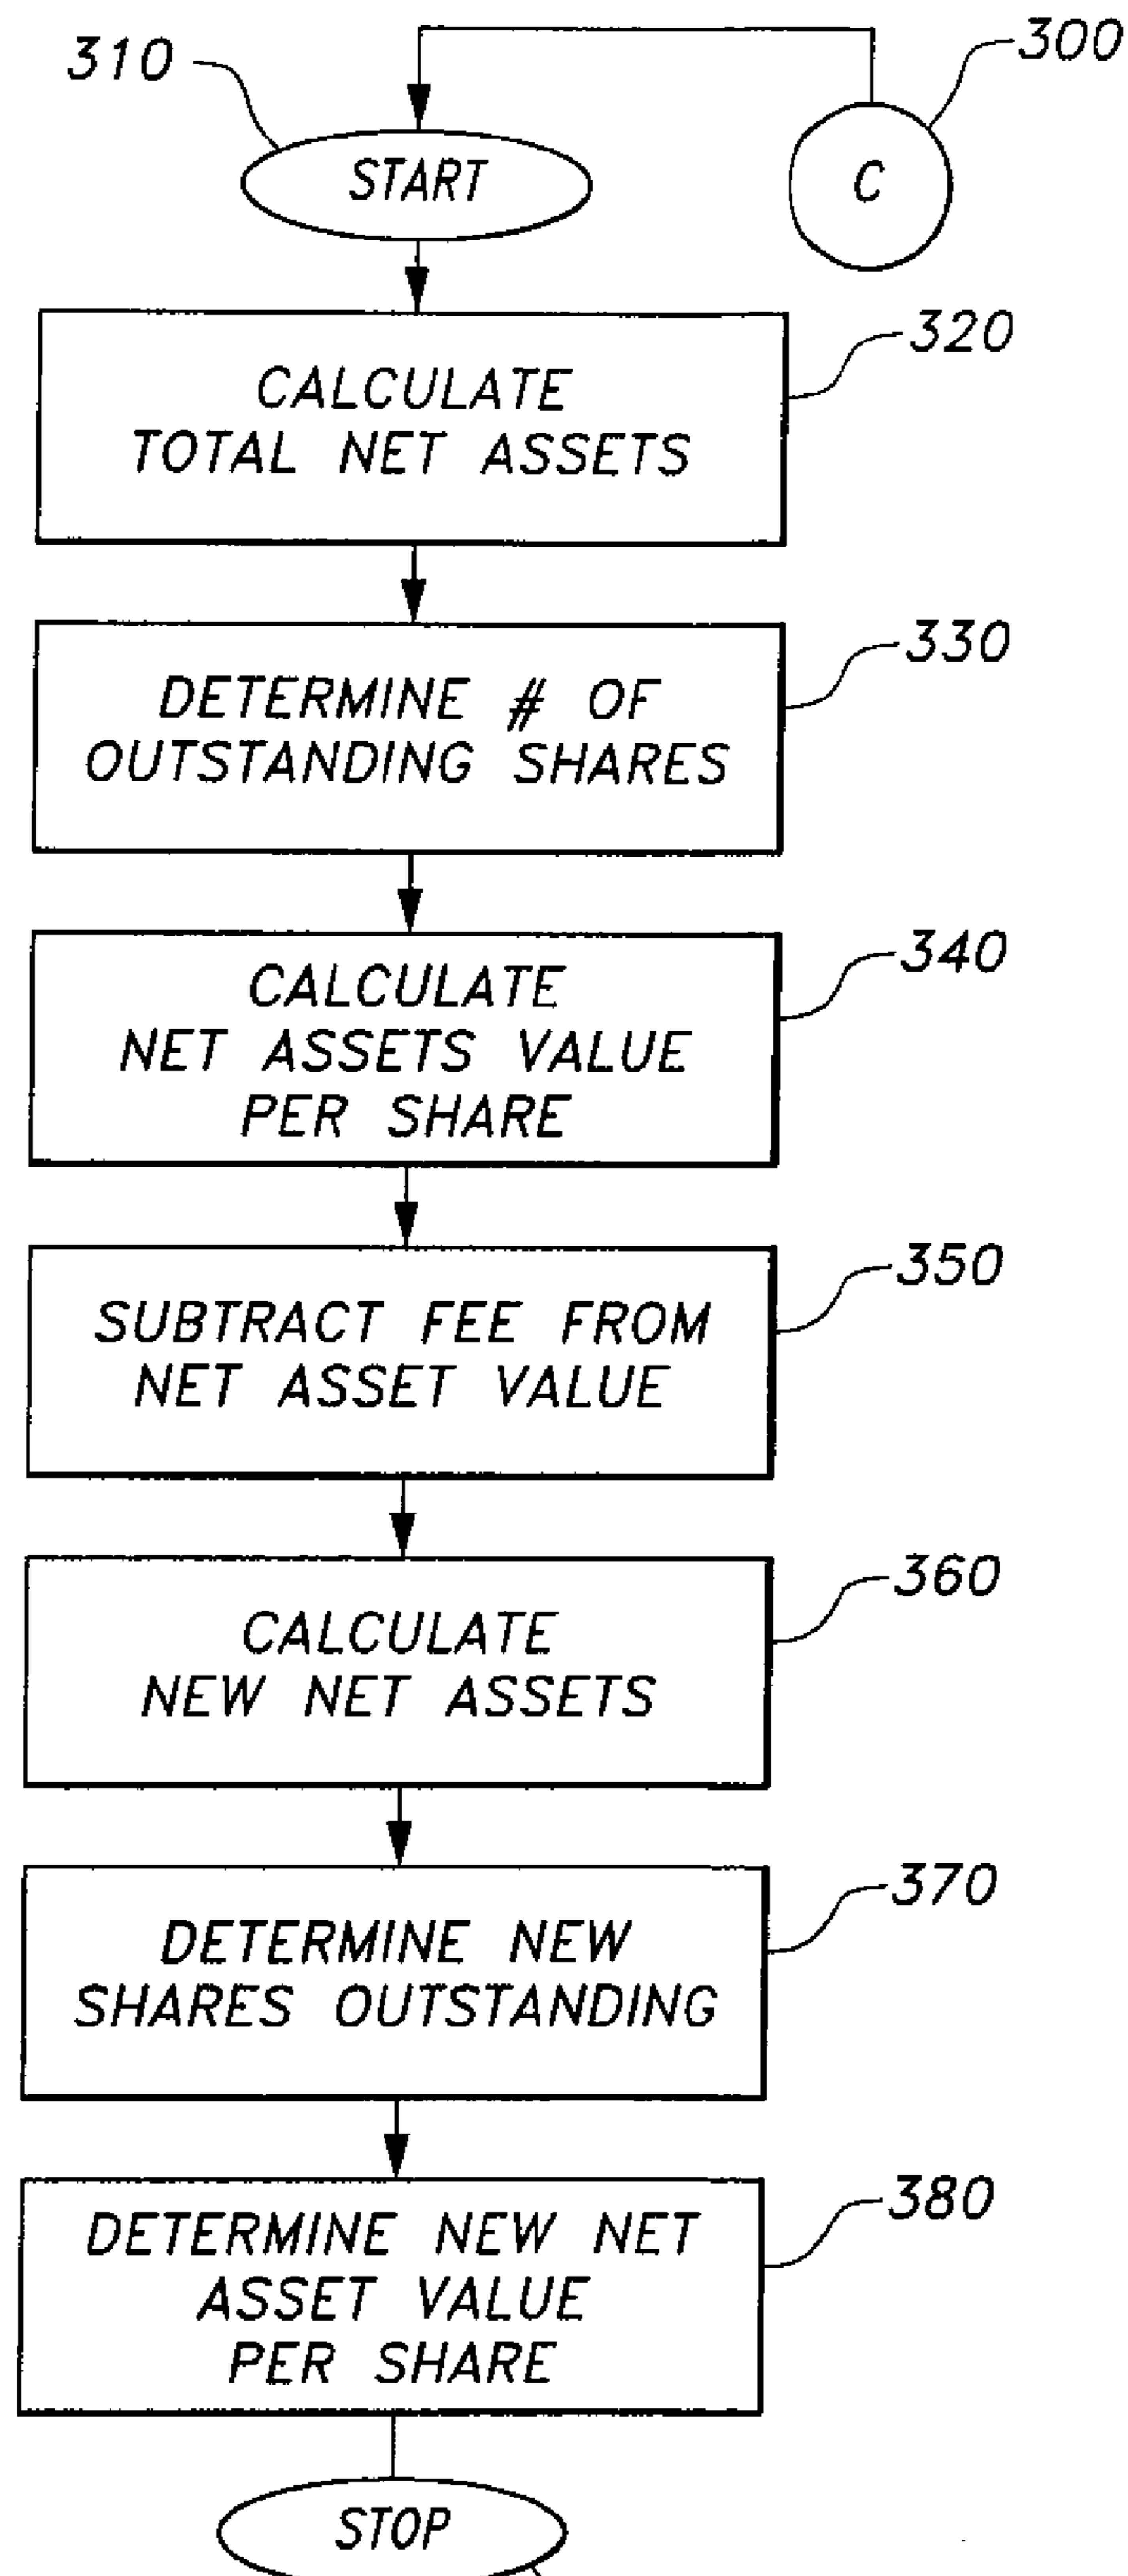 310
300
START
C
320
CALCULATE
TOTAL NET ASSETS
330
DETERMINE # OF
OUTSTANDING SHARES
340
CALCULATE
NET ASSETS VALUE
PER SHARE
350
SUBTRACT FEE FROM
NET ASSET VALUE
360
CALCULATE
NEW NET ASSETS
370
DETERMINE NEW
SHARES OUTSTANDING
380
DETERMINE NEW NET
ASSET VALUE
PER SHARE
STOP